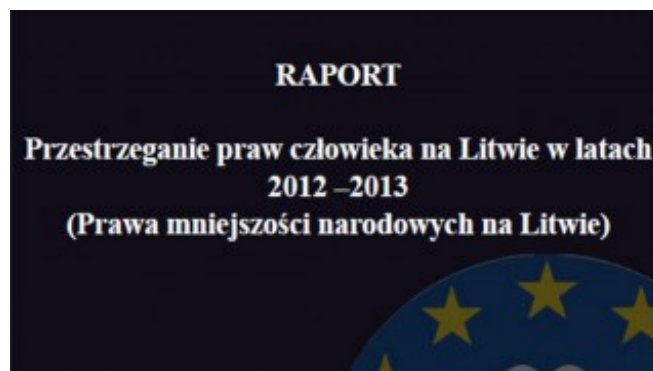 RAPORT
Przestrzeganie praw człowieka na Litwie w latach
2012 –2013
(Prawa mniejszości narodowych na Litwie)